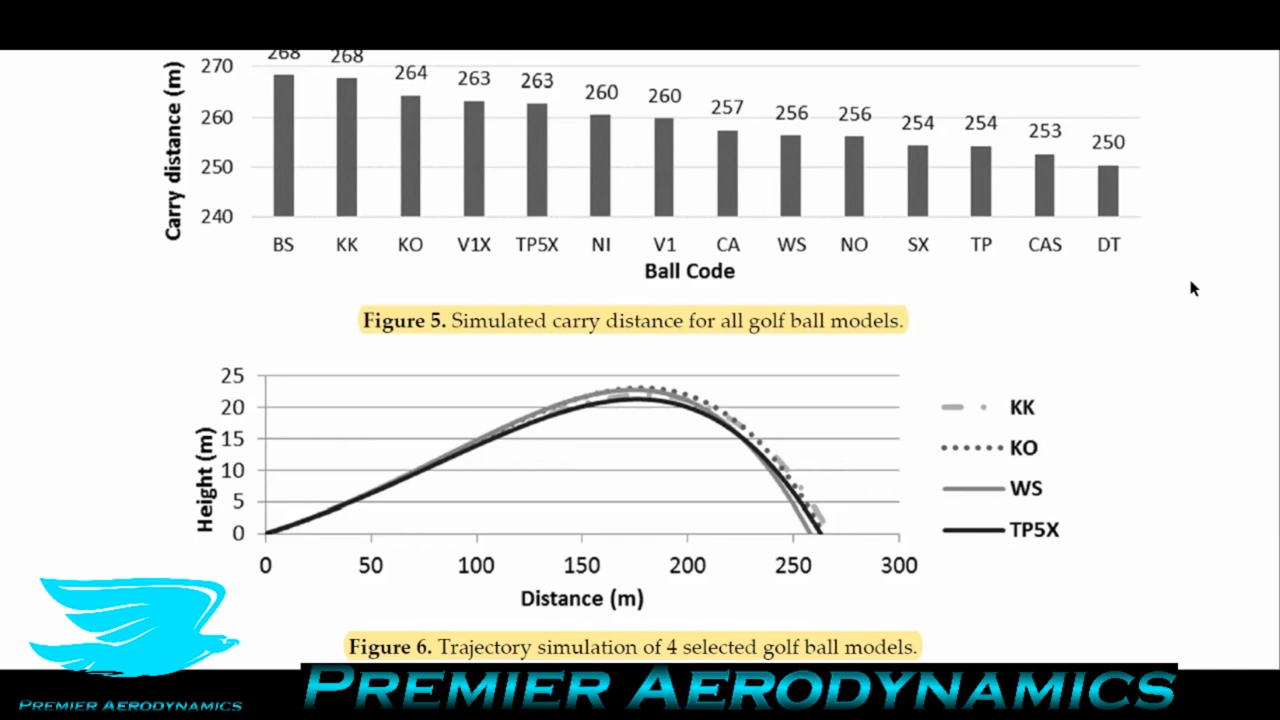 268 268 264 263 263 260 260 257 256 256 254 254 253 250
270
260
250
240
Carry distance (m)
BS KK KO V1X TP5X NI V1 CA WS NO SX TP CAS DT
Ball Code
Figure 5. Simulated carry distance for all golf ball models.
25
20
15
10
5
0
Height (m)
0 50 100 150 200 250 300
Distance (m)
KK
KO
WS
TP5X
Figure 6. Trajectory simulation of 4 selected golf ball models.
PREMIER AERODYNAMICS
PREMIER AERODYNAMICS